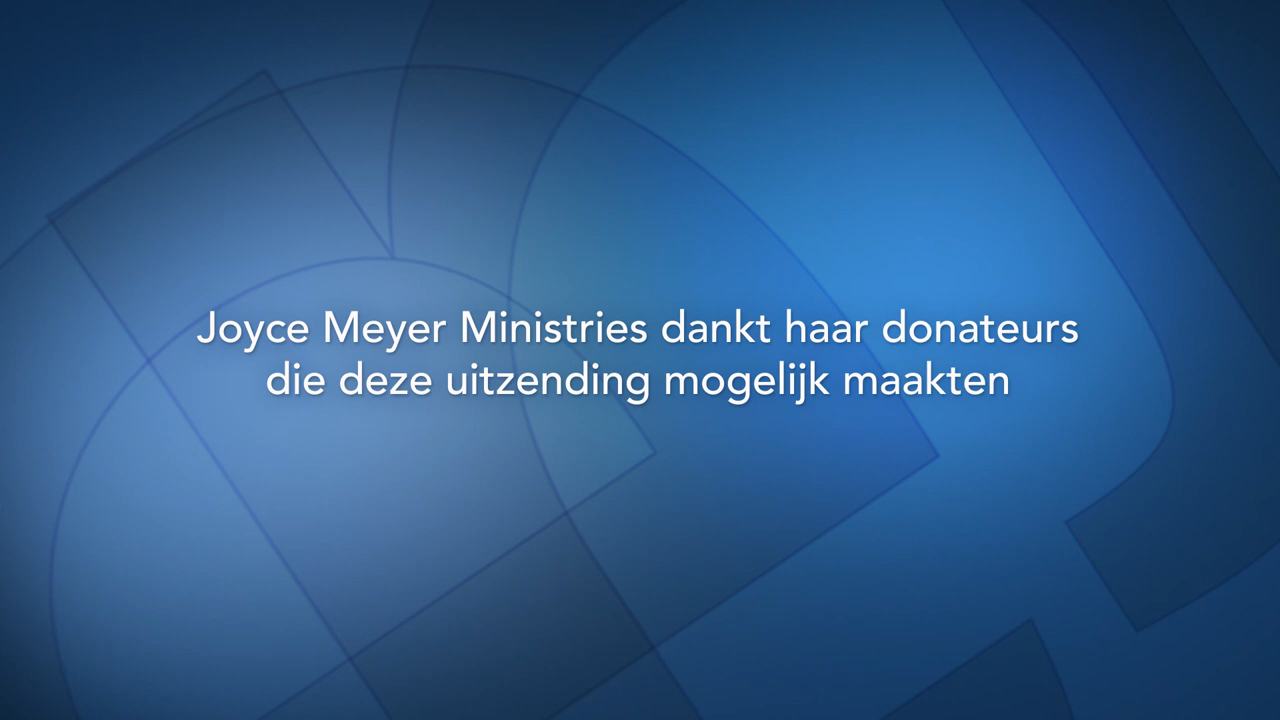 Joyce Meyer Ministries dankt haar donateurs
die deze uitzending mogelijk maakten